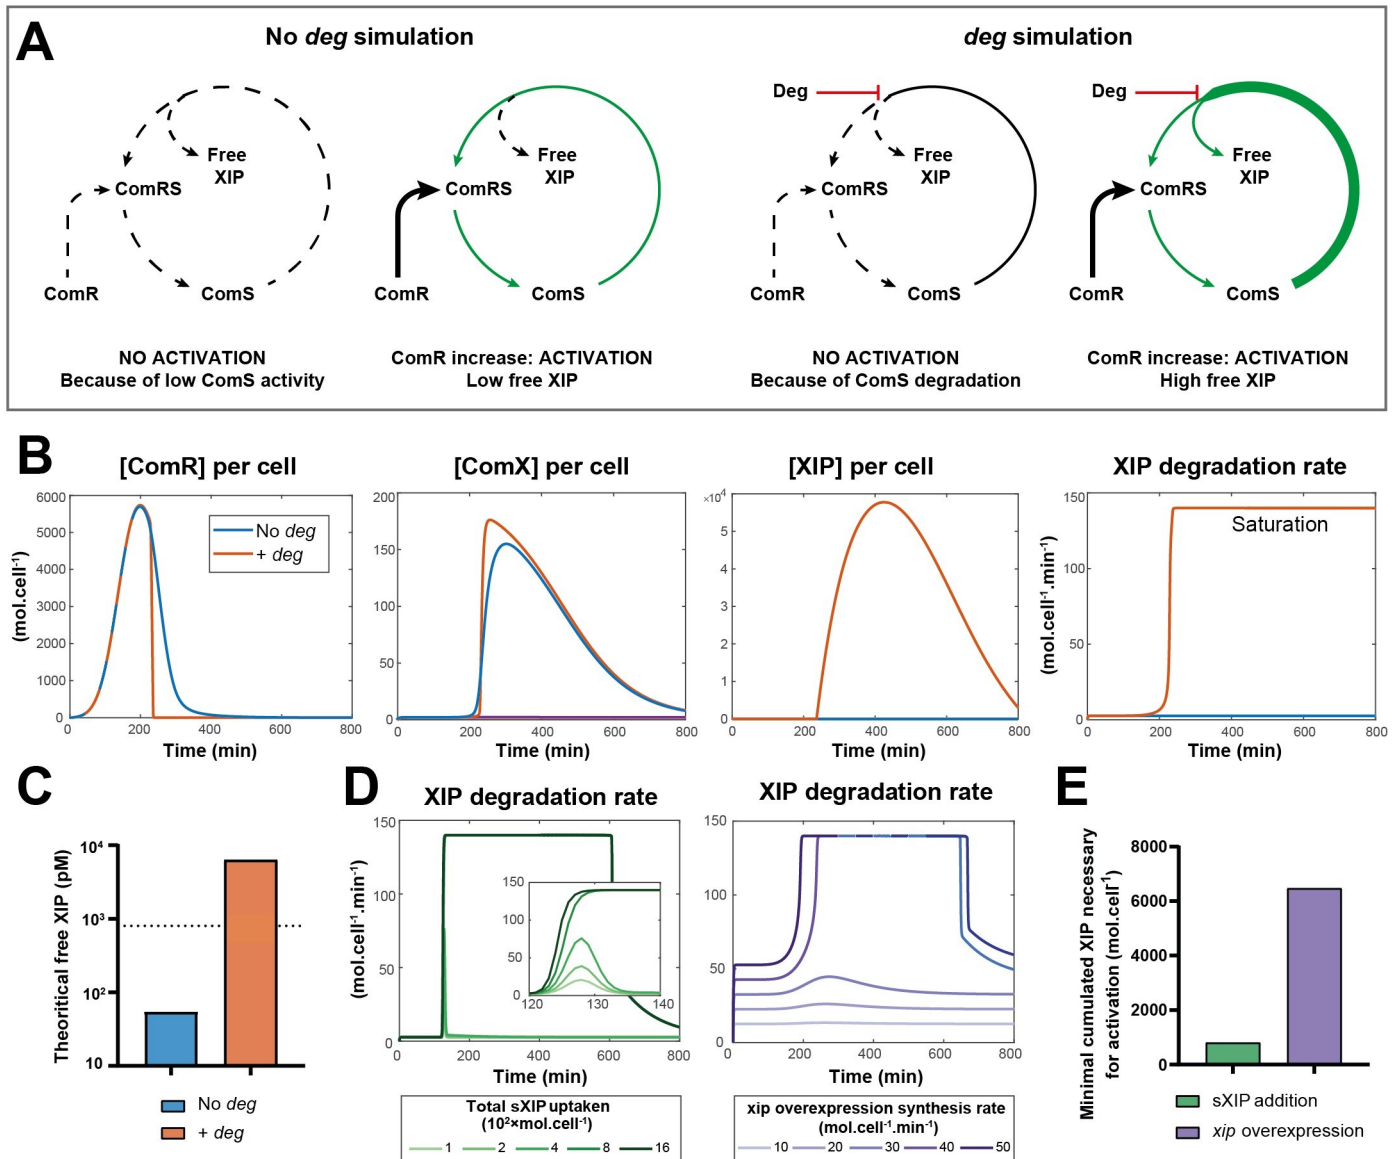 A
No deg simulation
deg simulation
Free
XIP
ComRS
ComR
ComS
NO ACTIVATION
Because of low ComS activity
Free
XIP
ComRS
ComR
ComS
ComR increase: ACTIVATION
Low free XIP
Deg
Free
XIP
ComRS
ComR
ComS
NO ACTIVATION
Because of ComS degradation
Deg
Free
XIP
ComRS
ComR
ComS
ComR increase: ACTIVATION
High free XIP
B
[ComR] per cell
(mol.cell⁻¹)
6000
5000
4000
3000
2000
1000
0
0 200 400 600 800
Time (min)
No deg
+ deg
[ComX] per cell
200
150
100
50
0
0 200 400 600 800
Time (min)
[XIP] per cell
×10⁴
6
5
4
3
2
1
0
0 200 400 600 800
Time (min)
XIP degradation rate
(mol.cell⁻¹.min⁻¹)
150
100
50
0
Saturation
0 200 400 600 800
Time (min)
C
Theoritical free XIP (pM)
10⁴
10³
10²
10
No deg
+ deg
D
XIP degradation rate
(mol.cell⁻¹.min⁻¹)
150
100
50
0
150
100
50
0
120 130 140
0 200 400 600 800
Time (min)
Total sXIP uptaken
(10²×mol.cell⁻¹)
1 2 4 8 16
XIP degradation rate
150
100
50
0
0 200 400 600 800
Time (min)
xip overexpression synthesis rate
(mol.cell⁻¹.min⁻¹)
10 20 30 40 50
E
Minimal cumulated XIP necessary
for activation (mol.cell⁻¹)
8000
6000
4000
2000
0
sXIP addition
xip overexpression